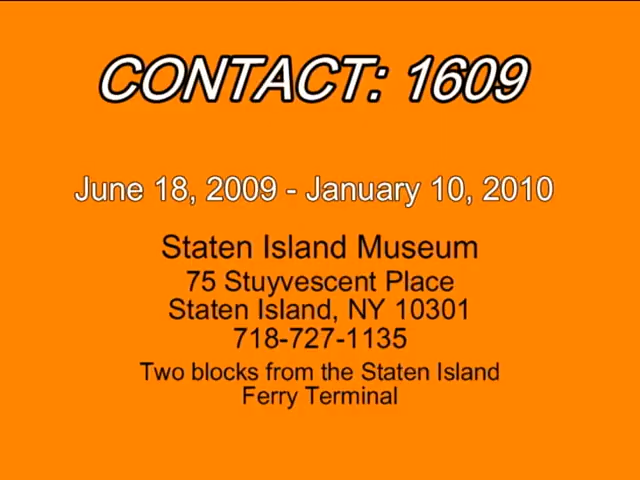 CONTACT: 1609
June 18, 2009 - January 10, 2010
Staten Island Museum
75 Stuyvescent Place
Staten Island, NY 10301
718-727-1135
Two blocks from the Staten Island
Ferry Terminal